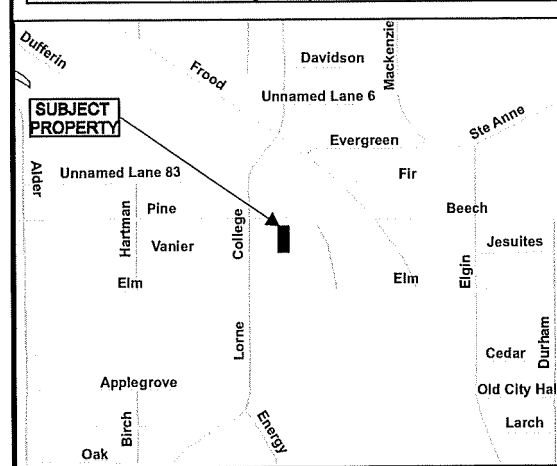 Dufferin
Frood
Davidson
Mackenzie
Unnamed Lane 6
SUBJECT
PROPERTY
Evergreen
Ste Anne
Alder
Unnamed Lane 83
Fir
Hartman
Pine
College
Beech
Vanier
Jesuites
Elm
Elm
Elgin
Lorne
Cedar
Durham
Applegrove
Old City Hal
Birch
Energy
Larch
Oak